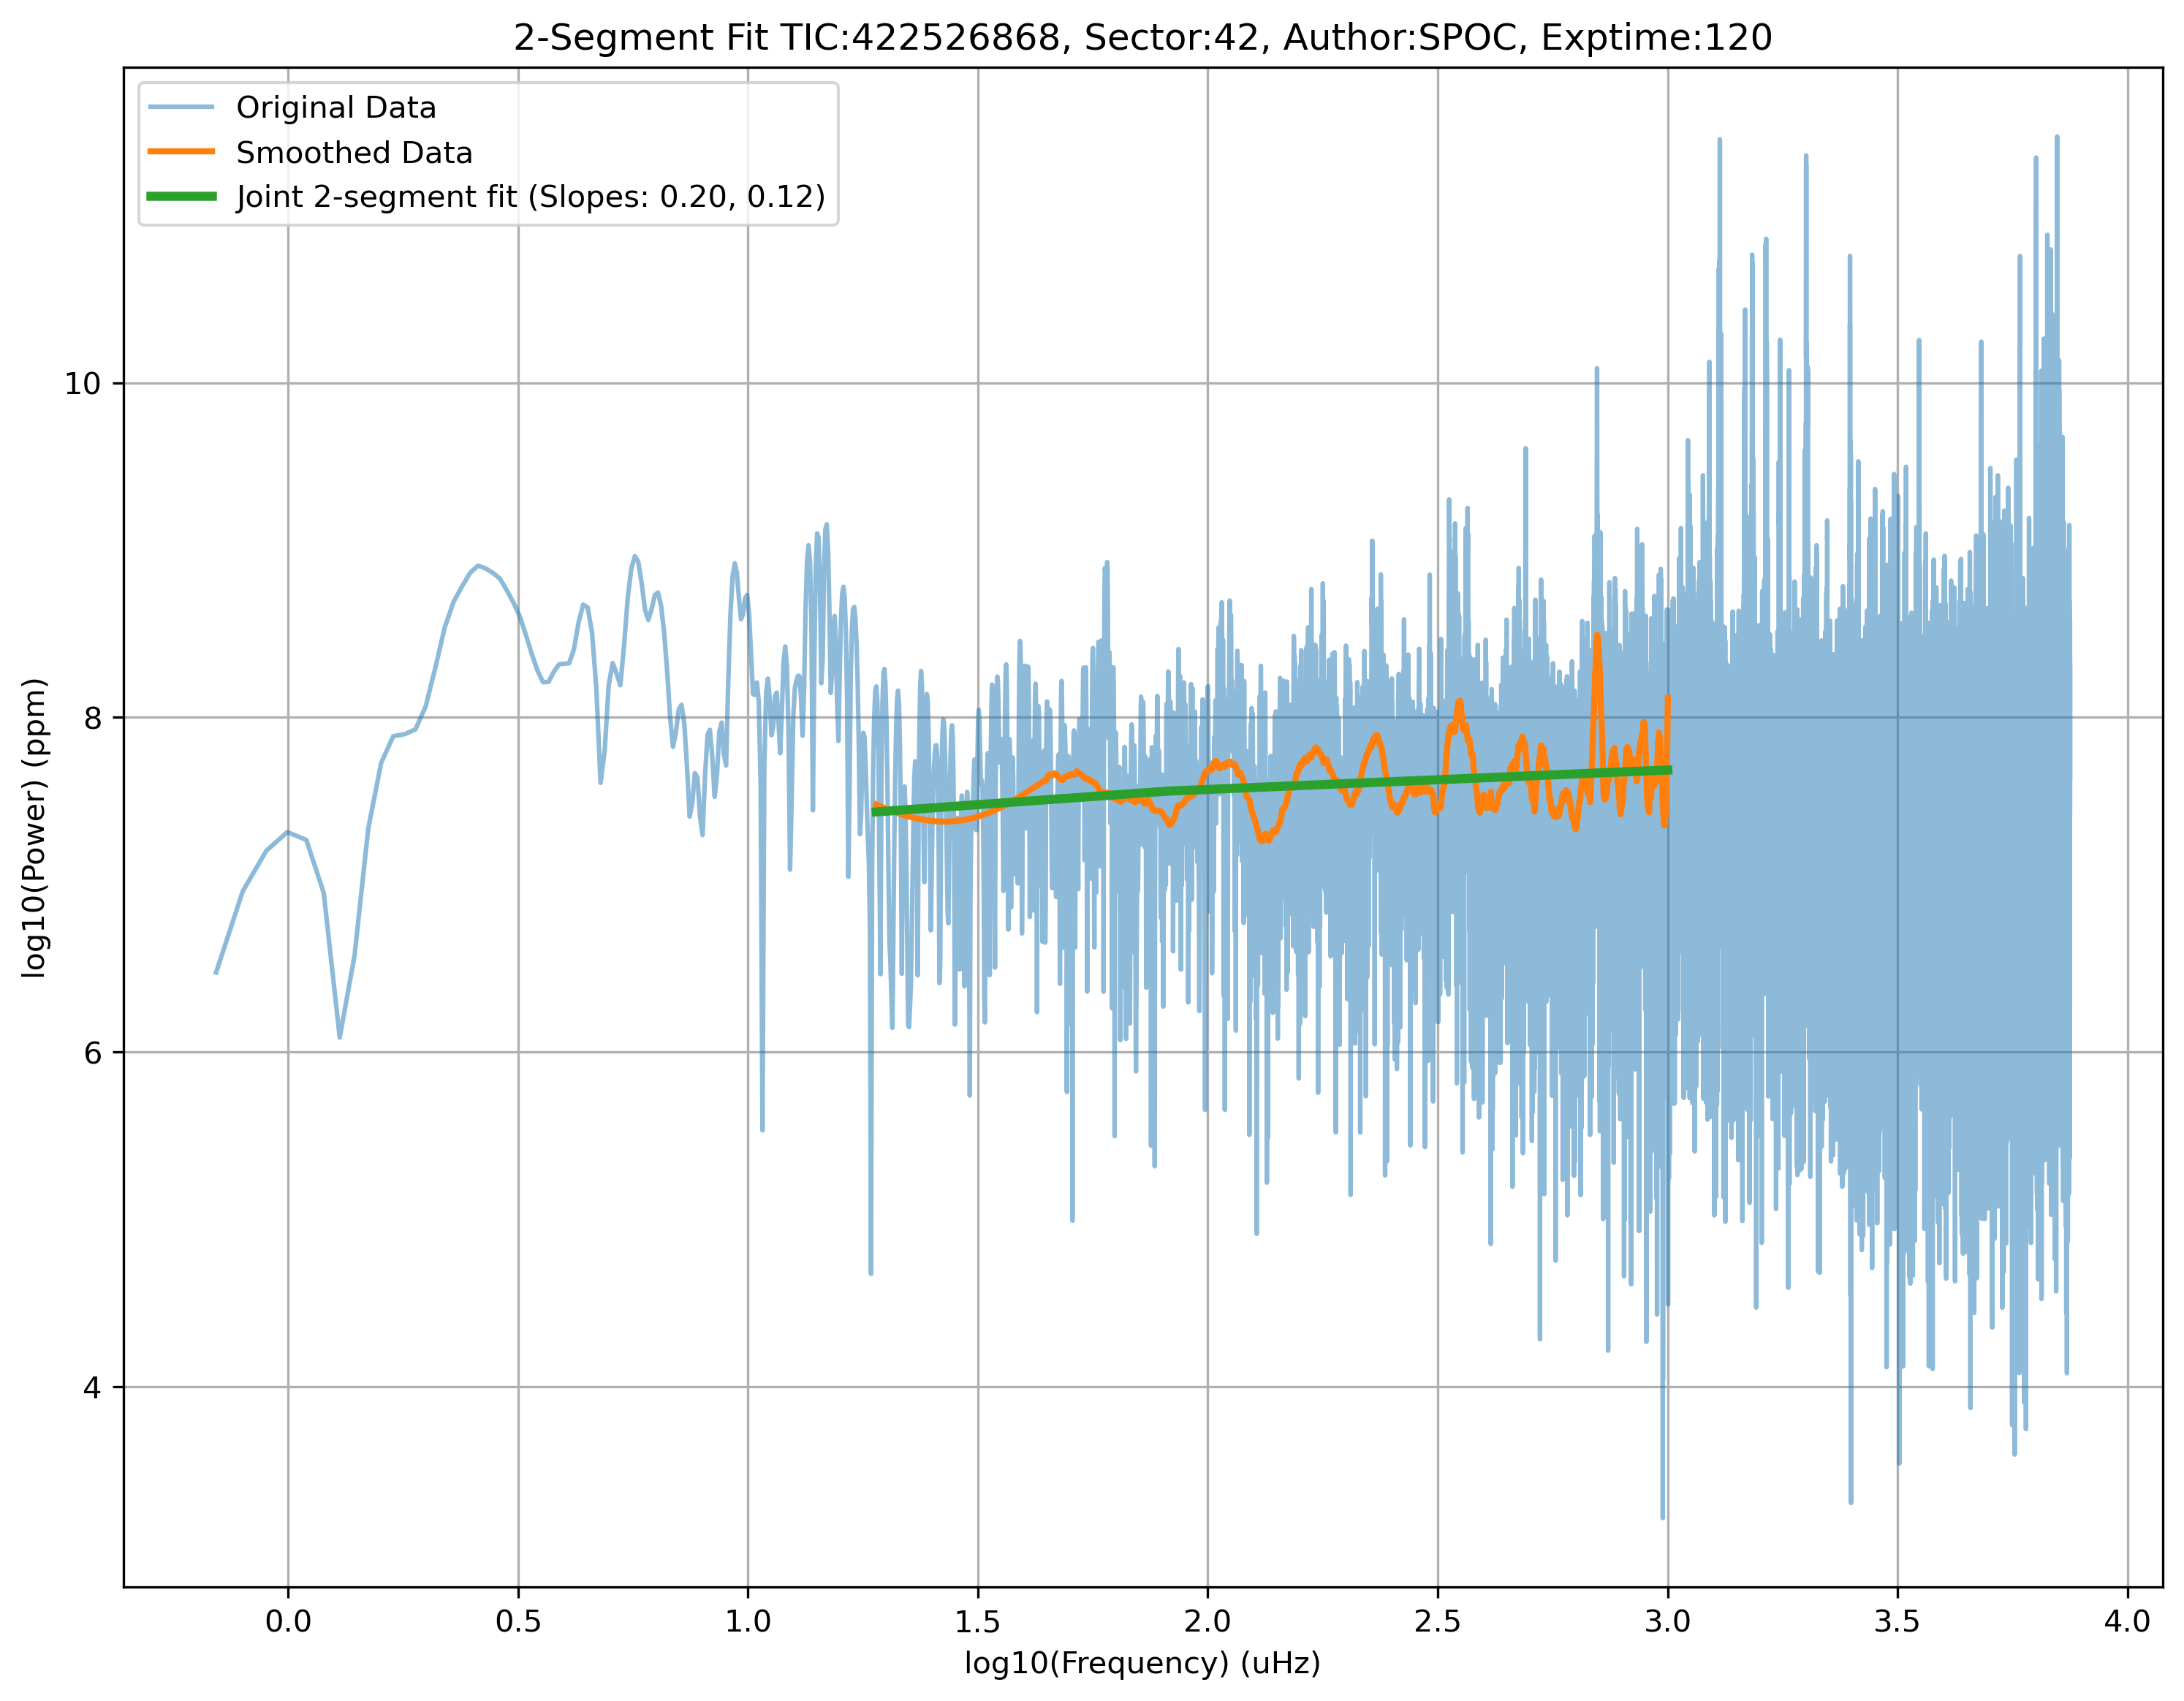 2-Segment Fit TIC:422526868, Sector:42, Author:SPOC, Exptime:120
Original Data
Smoothed Data
Joint 2-segment fit (Slopes: 0.20, 0.12)
log10(Power) (ppm)
10
8
6
4
0.0 0.5 1.0 1.5 2.0 2.5 3.0 3.5 4.0
log10(Frequency) (uHz)